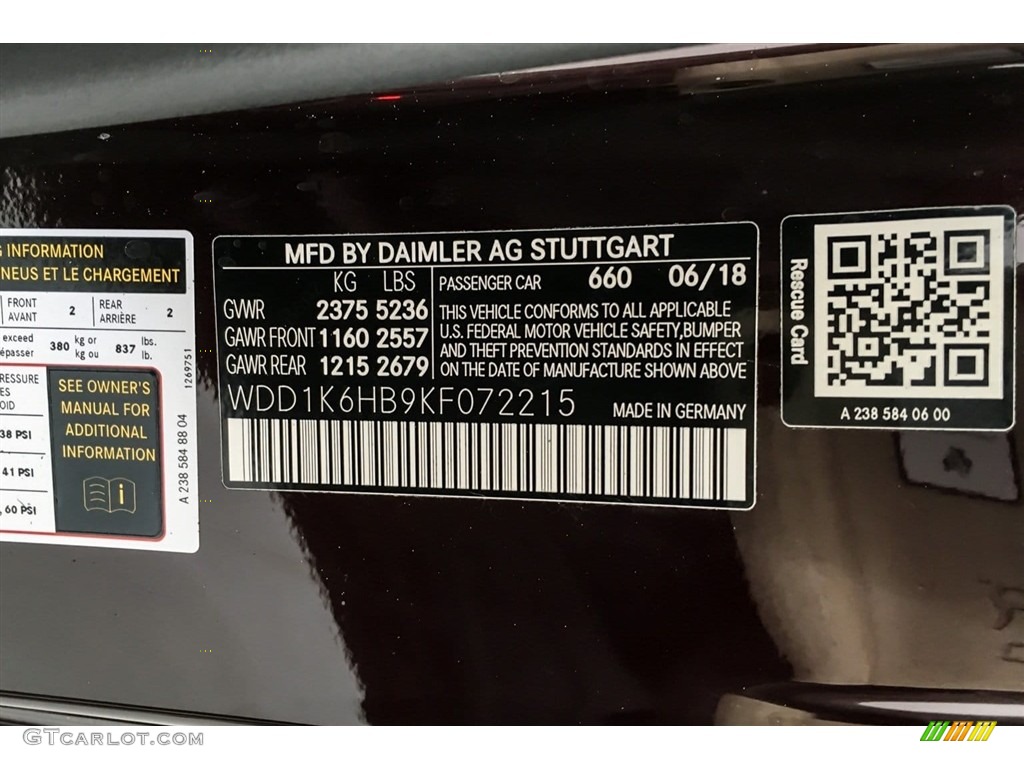 G INFORMATION
NEUS ET LE CHARGEMENT
FRONT
AVANT
2
REAR
ARRIÈRE
2
exceed
épasser
380
kg or
kg ou
837
lbs.
lb.
RESSURE
ES
OID
38 PSI
41 PSI
, 60 PSI
SEE OWNER'S
MANUAL FOR
ADDITIONAL
INFORMATION
i
1269751
A 238 584 88 04
MFD BY DAIMLER AG STUTTGART
KG LBS
GVWR 2375 5236
GAWR FRONT 1160 2557
GAWR REAR 1215 2679
PASSENGER CAR 660 06/18
THIS VEHICLE CONFORMS TO ALL APPLICABLE
U.S. FEDERAL MOTOR VEHICLE SAFETY,BUMPER
AND THEFT PREVENTION STANDARDS IN EFFECT
ON THE DATE OF MANUFACTURE SHOWN ABOVE
WDD1K6HB9KF072215
MADE IN GERMANY
Rescue Card
A 238 584 06 00
GTCarlot.com